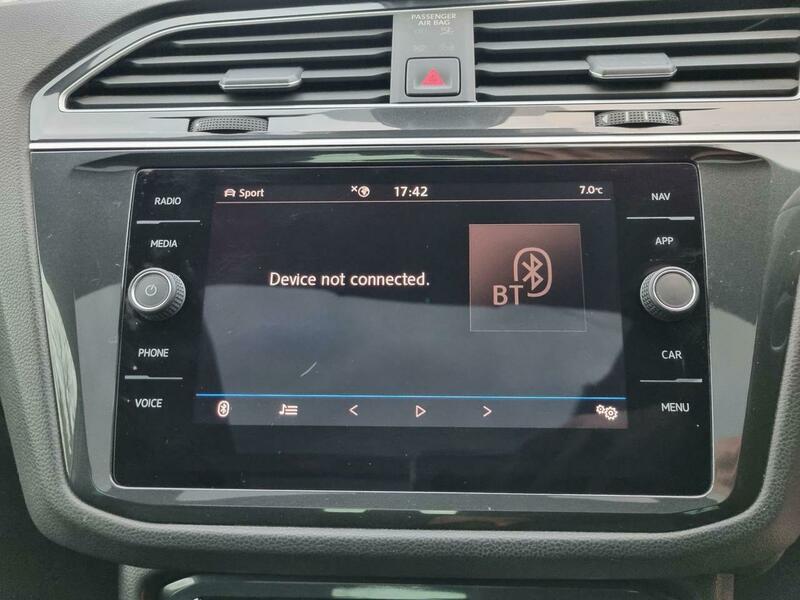 PASSENGER
AIR BAG
RADIO
MEDIA
PHONE
VOICE
Sport
17:42
7.0°C
Device not connected.
BT
NAV
APP
CAR
MENU